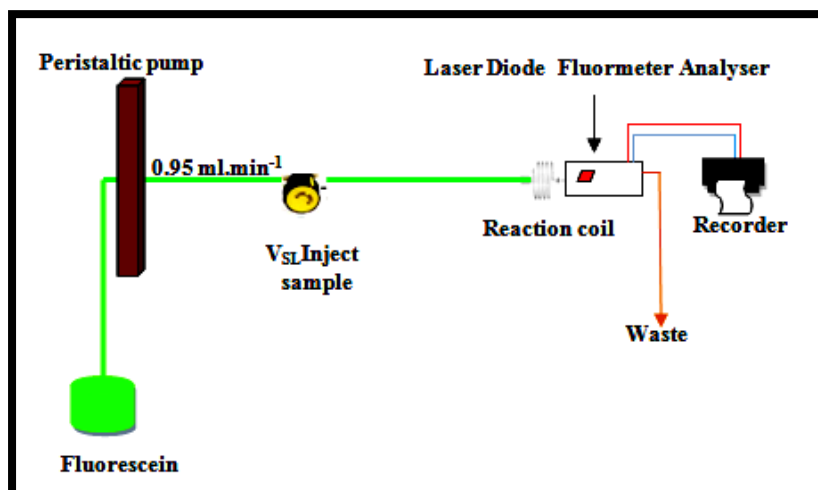 Peristaltic pump
Laser Diode Fluormeter Analyser
0.95 ml.min-1
Reaction coil
Recorder
VSLInject
sample
Waste
Fluorescein